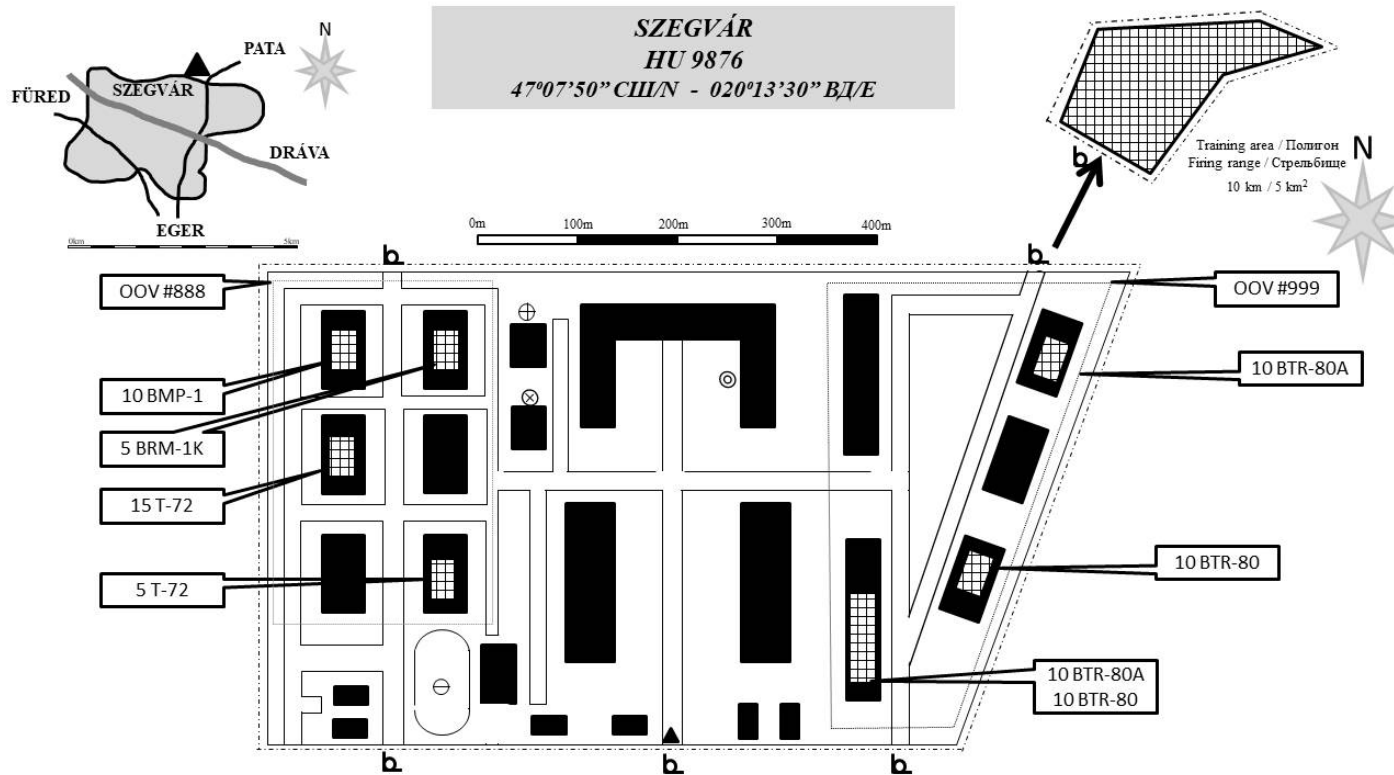 SZEGVÁR
HU 9876
47º07’50” СШ/N - 020º13’30” ВД/E
N
PATA
SZEGVÁR
FÜRED
DRÁVA
EGER
0km 5km
Training area / Полигон
Firing range / Стрельбище
10 km / 5 km²
N
0m 100m 200m 300m 400m
OOV #888
10 BMP-1
5 BRM-1K
15 T-72
5 T-72
OOV #999
10 BTR-80A
10 BTR-80
10 BTR-80A
10 BTR-80